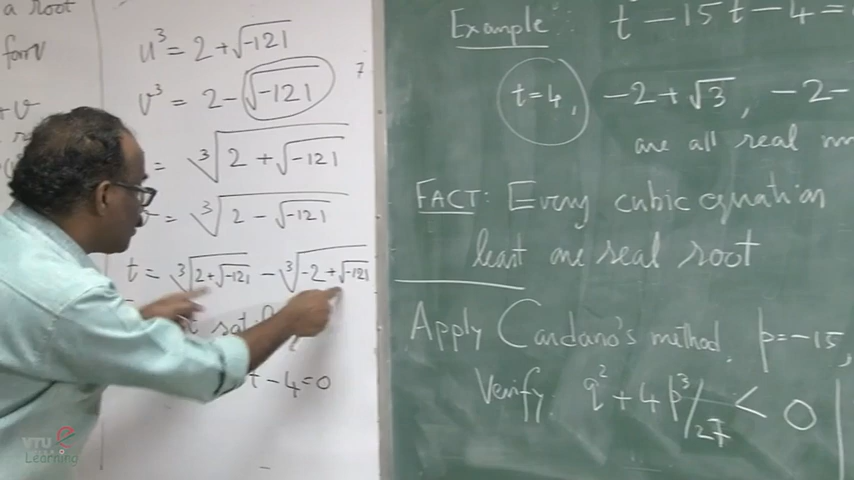 a root
form
+ v
u³ = 2 + √-121
v³ = 2 - √-121
7
= ∛(2 + √-121)
= ∛(2 - √-121)
t = ∛(2+√-121) - ∛(-2+√-121)
t - 4 = 0
Example: t - 15t - 4 =
t=4, -2 + √3, -2 -
are all real
FACT: Every cubic equation
least one real root
Apply Cardano's method. p=-15,
Verify q² + 4p³/27 < 0
VTU e
Learning